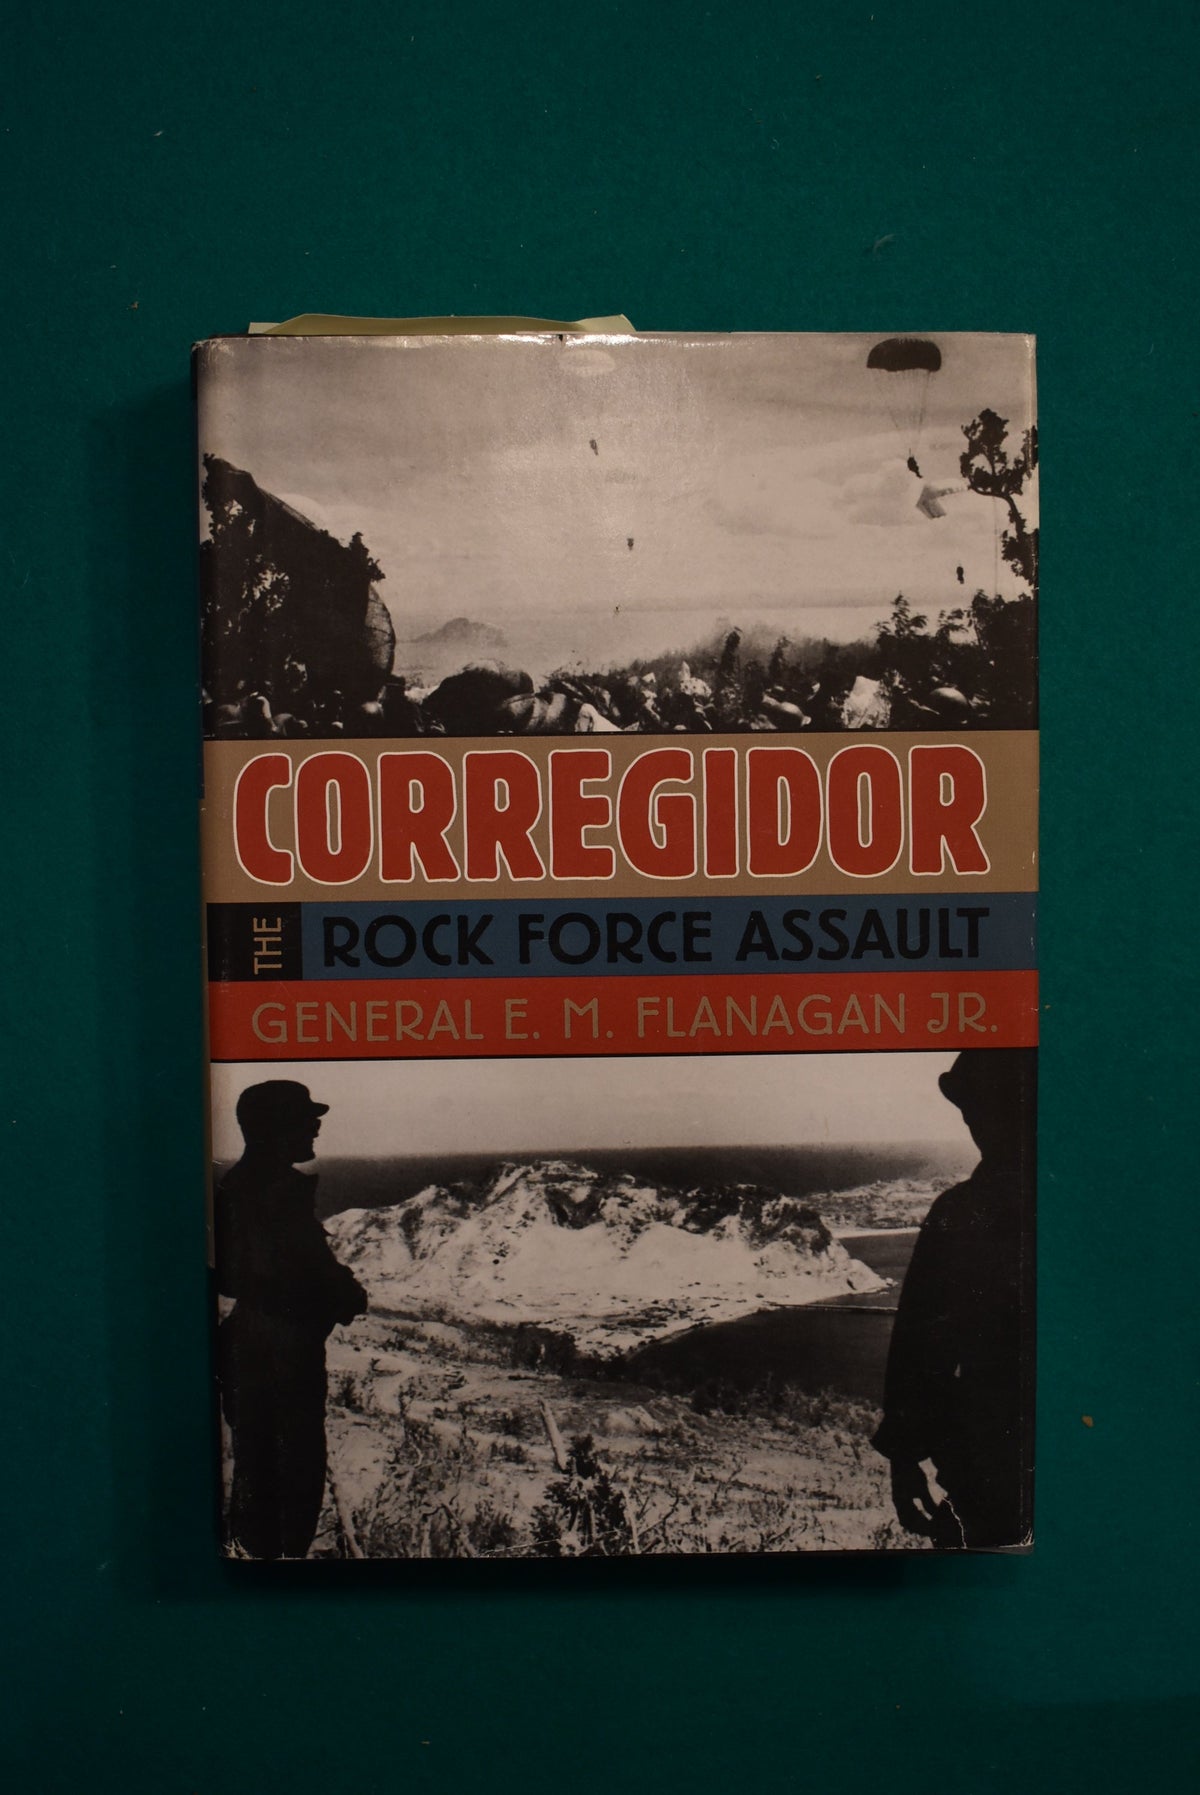 CORREGIDOR
THE ROCK FORCE ASSAULT
GENERAL E. M. FLANAGAN JR.